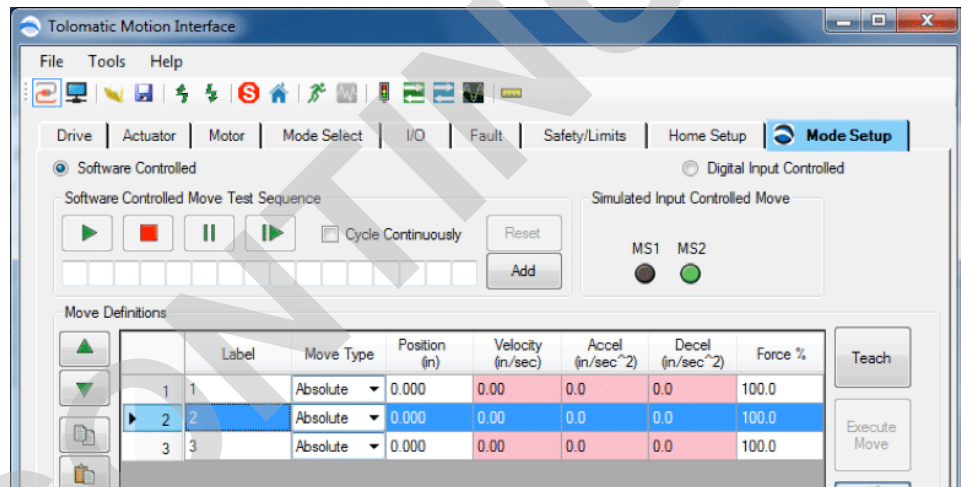 Tolomatic Motion Interface
File Tools Help
Drive Actuator Motor Mode Select I/O Fault Safety/Limits Home Setup Mode Setup
Software Controlled Digital Input Controlled
Software Controlled Move Test Sequence Simulated Input Controlled Move
Cycle Continuously Reset
MS1 MS2
Add
Move Definitions
Label Move Type Position (in) Velocity (in/sec) Accel (in/sec^2) Decel (in/sec^2) Force % Teach
1 1 Absolute 0.000 0.00 0.0 0.0 100.0
2 2 Absolute 0.000 0.00 0.0 0.0 100.0
Execute Move
3 3 Absolute 0.000 0.00 0.0 0.0 100.0